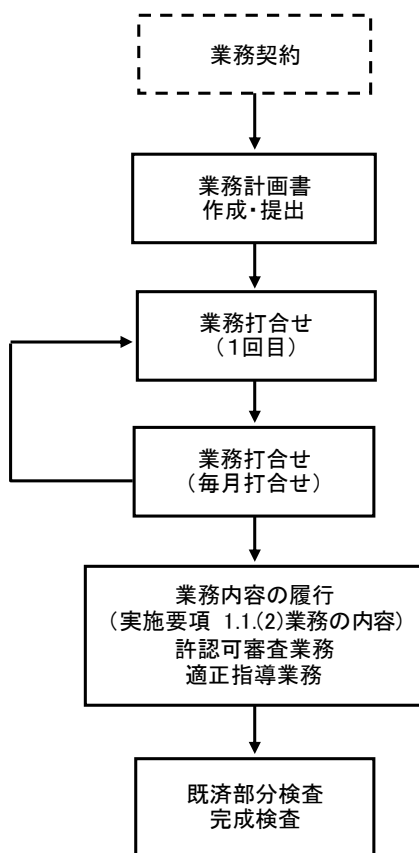 業務契約
業務計画書
作成・提出
業務打合せ
（1回目）
業務打合せ
（毎月打合せ）
業務内容の履行
（実施要項 1.1.(2)業務の内容）
許認可審査業務
適正指導業務
既済部分検査
完成検査